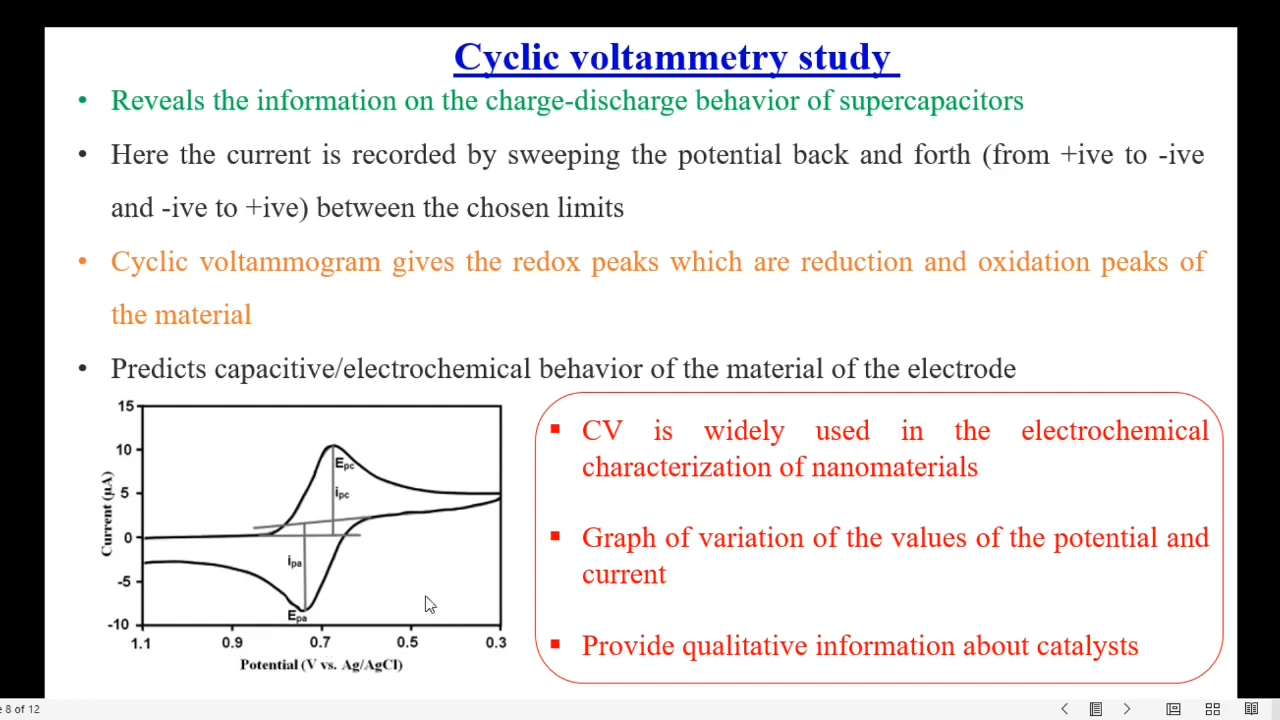 Cyclic voltammetry study
• Reveals the information on the charge-discharge behavior of supercapacitors
• Here the current is recorded by sweeping the potential back and forth (from +ive to -ive
and -ive to +ive) between the chosen limits
• Cyclic voltammogram gives the redox peaks which are reduction and oxidation peaks of
the material
• Predicts capacitive/electrochemical behavior of the material of the electrode
15
10
5
0
-5
-10
Current (µA)
Epc
ipc
ipa
Epa
1.1 0.9 0.7 0.5 0.3
Potential (V vs. Ag/AgCl)
▪ CV is widely used in the electrochemical
characterization of nanomaterials
▪ Graph of variation of the values of the potential and
current
▪ Provide qualitative information about catalysts
e 8 of 12